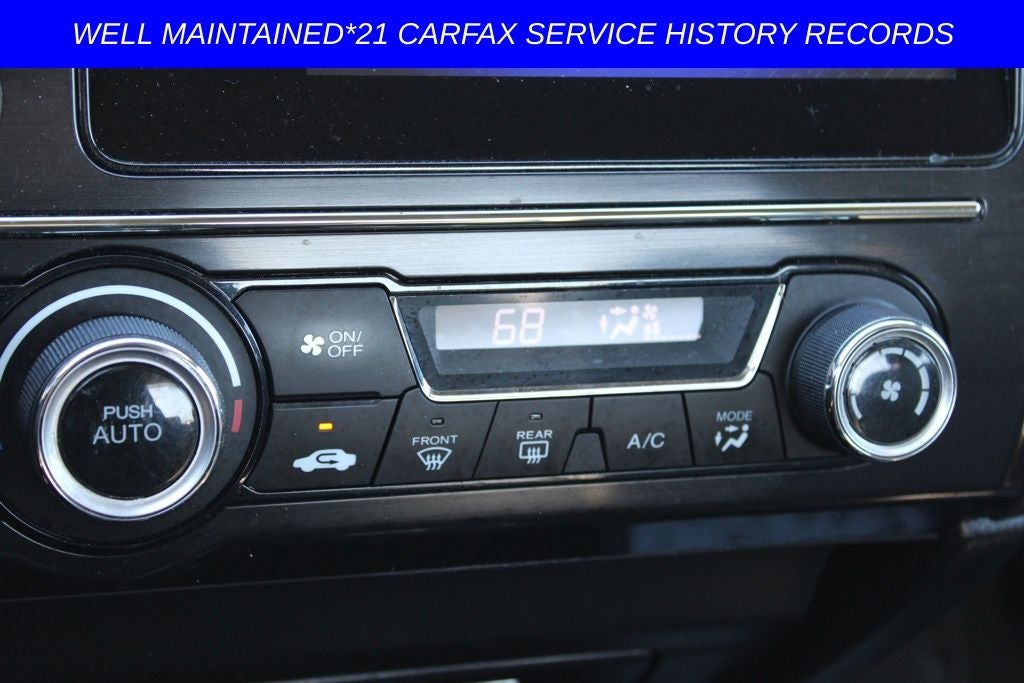 WELL MAINTAINED*21 CARFAX SERVICE HISTORY RECORDS
ON/
OFF
68
PUSH
AUTO
FRONT
REAR
A/C
MODE